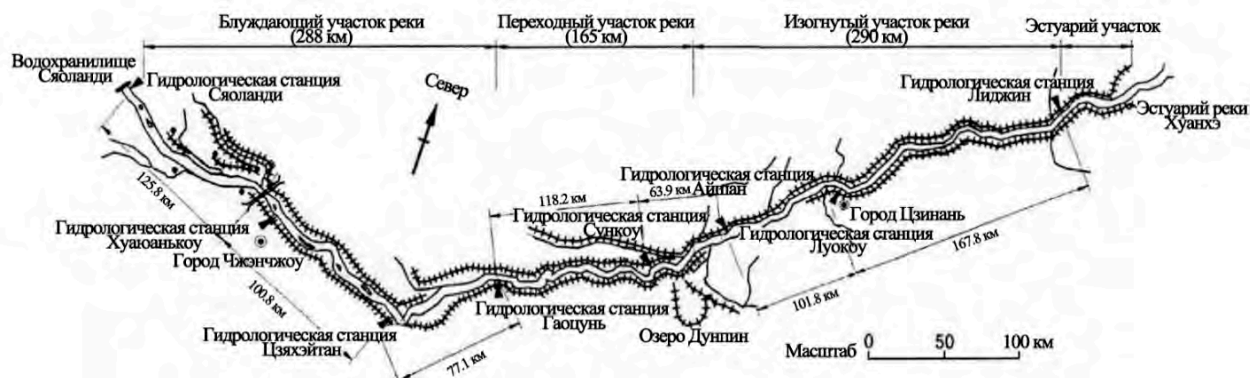 Блуждающий участок реки
(288 км)
Переходный участок реки
(165 км)
Изогнутый участок реки
(290 км)
Эстуарий участок
Водохранилище
Сяоланди
Гидрологическая станция
Сяоланди
Север
Гидрологическая станция
Лиджин
Эстуарий реки
Хуанхэ
125.8 км
Гидрологическая станция
Хуаюанькоу
Город Чжэнчжоу
100.8 км
Гидрологическая станция
Цзяхэйтан
77.1 км
118.2 км
63.9 км
Гидрологическая станция
Айшан
Гидрологическая станция
Сункоу
Город Цзинань
Гидрологическая станция
Луокоу
167.8 км
101.8 км
Гидрологическая станция
Гаоцунь
Озеро Дунпин
Масштаб 0 50 100 км